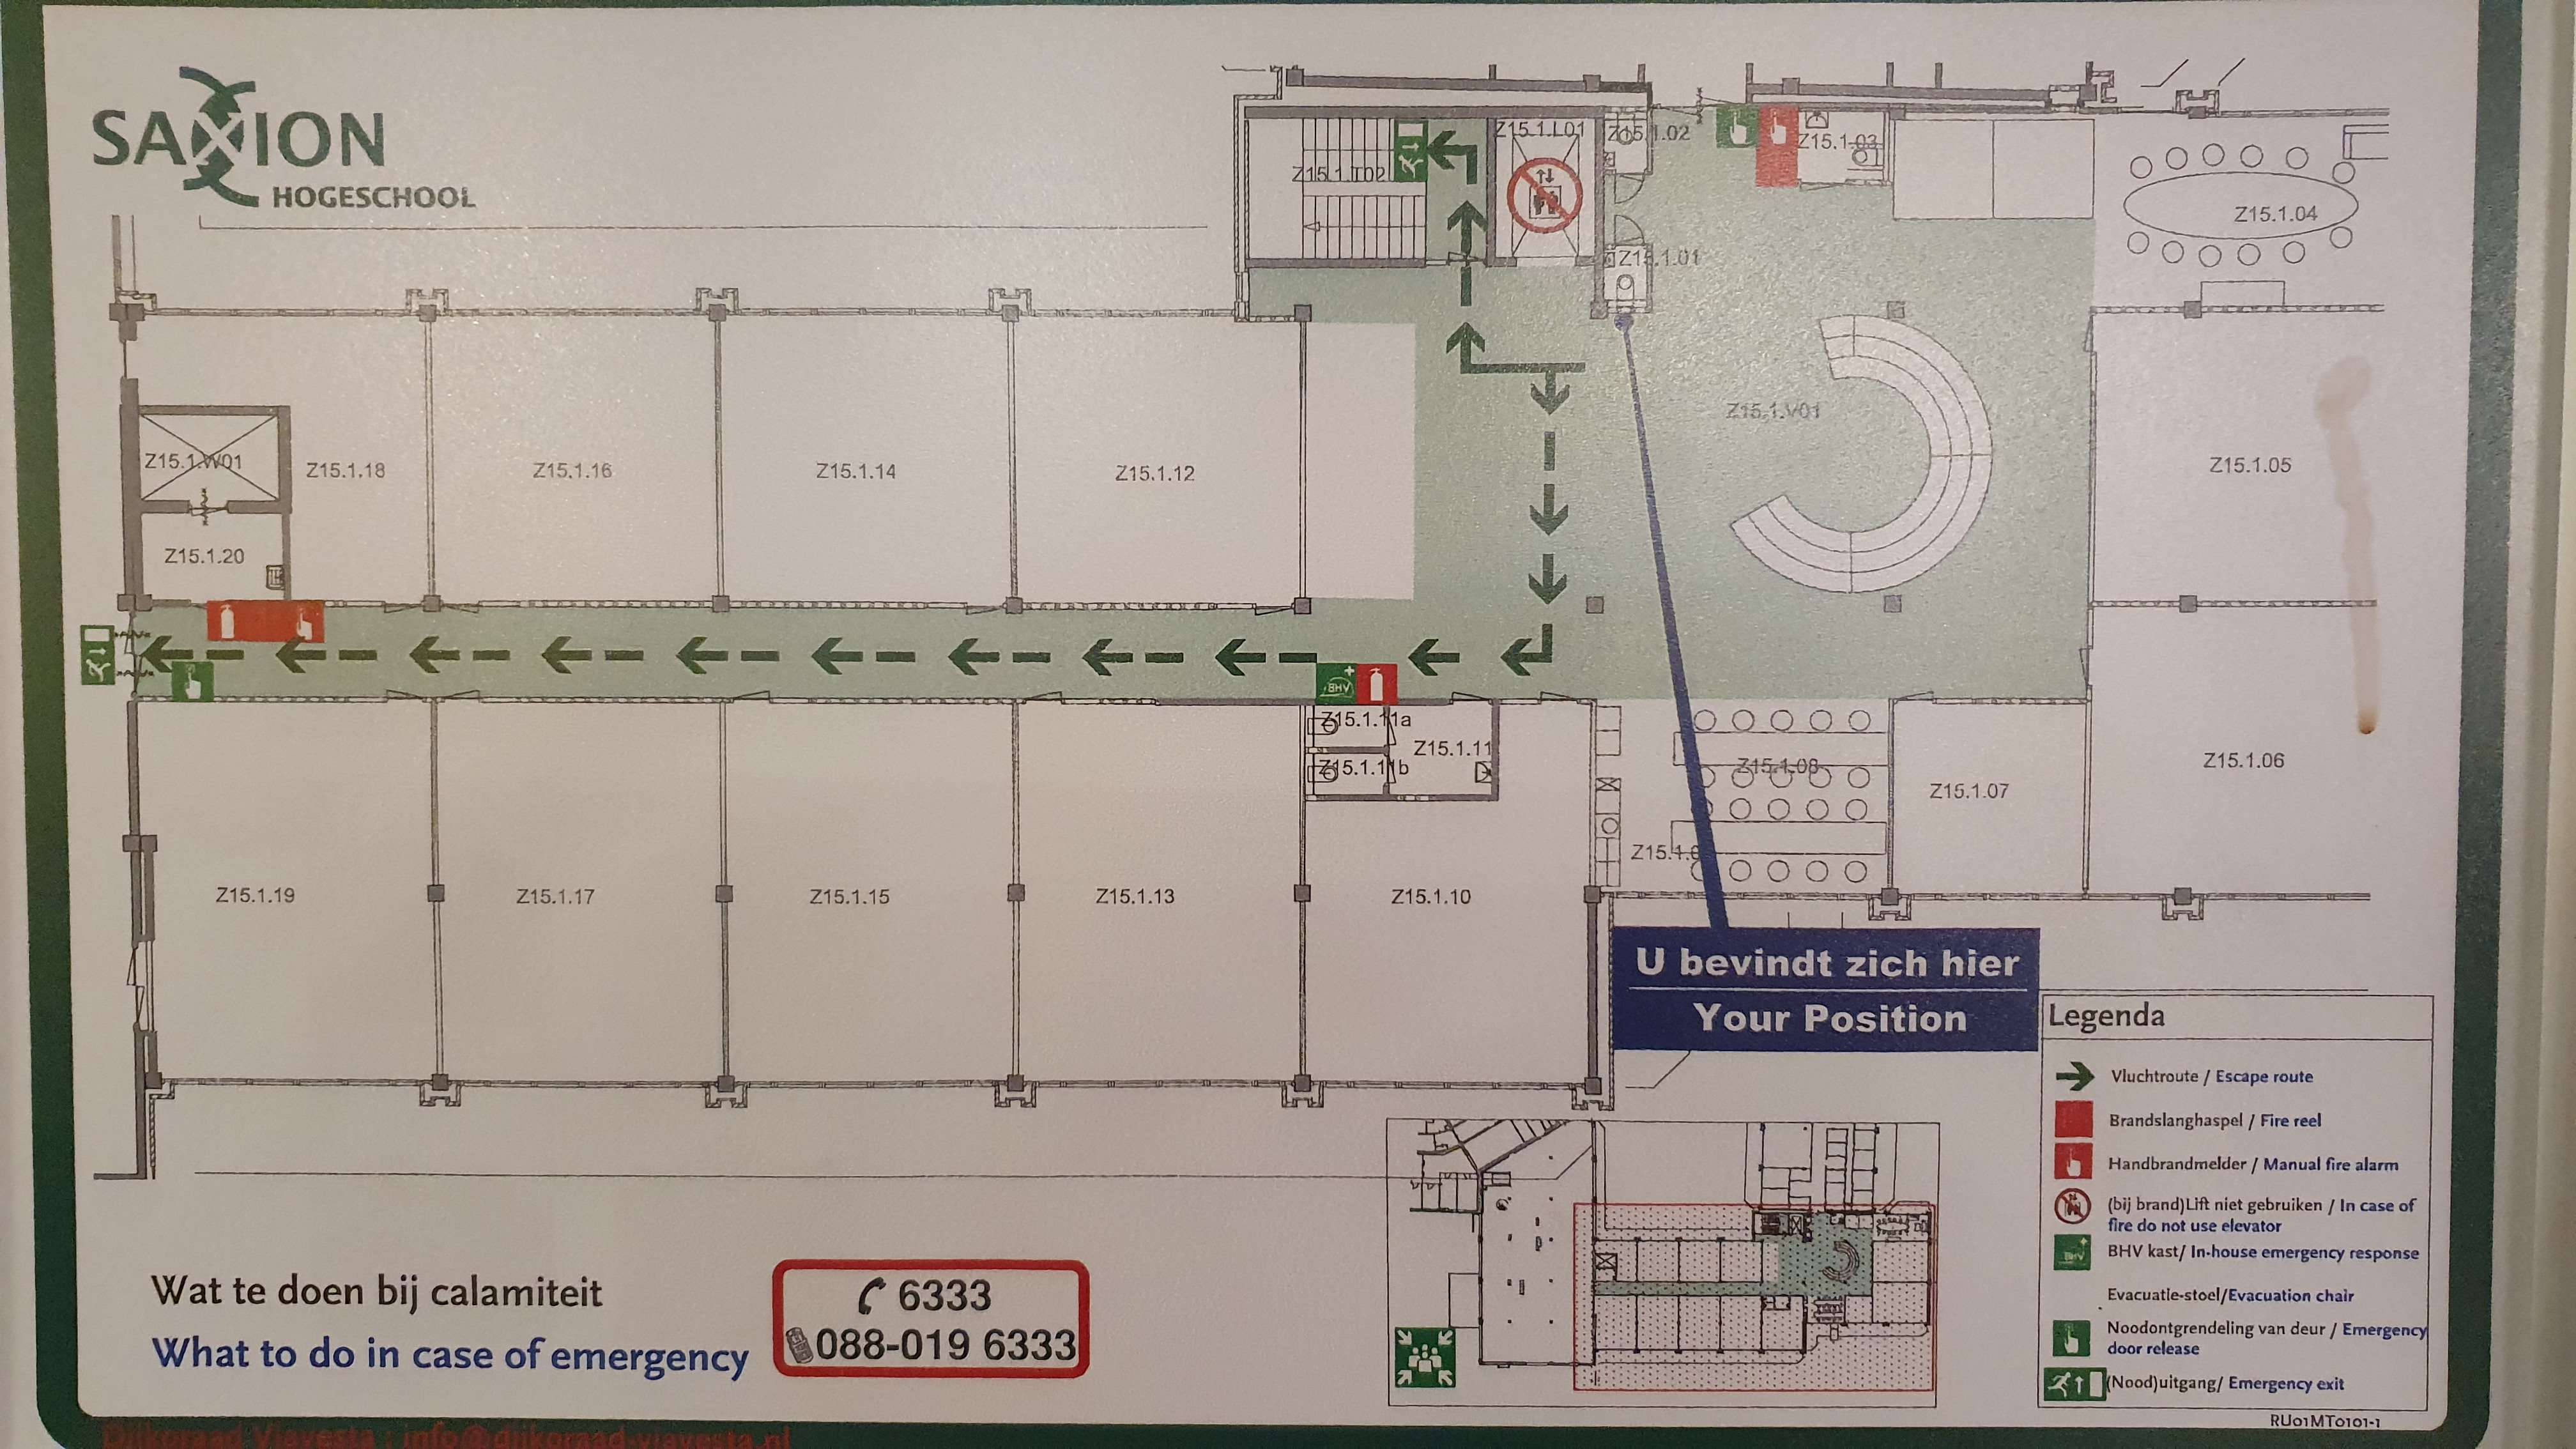 SAXION
HOGESCHOOL
Z15.1.T02
Z15.1.L01
Z15.1.02
Z15.1.03
Z15.1.04
Z15.1.01
Z15.1.V01
Z15.1.W01
Z15.1.18
Z15.1.16
Z15.1.14
Z15.1.12
Z15.1.05
Z15.1.20
BHV
Z15.1.11a
Z15.1.11
Z15.1.11b
Z15.1.08
Z15.1.07
Z15.1.06
Z15.1.19
Z15.1.17
Z15.1.15
Z15.1.13
Z15.1.10
U bevindt zich hier
Your Position
Legenda
Vluchtroute / Escape route
Brandslanghaspel / Fire reel
Handbrandmelder / Manual fire alarm
(bij brand)Lift niet gebruiken / In case of
fire do not use elevator
BHV kast/ In-house emergency response
Evacuatie-stoel/Evacuation chair
Noodontgrendeling van deur / Emergency
door release
(Nood)uitgang/ Emergency exit
RU01MT0101-1
Wat te doen bij calamiteit
What to do in case of emergency
6333
088-019 6333
Dijkoraad Viavesta : info@dijkoraad-viavesta.nl